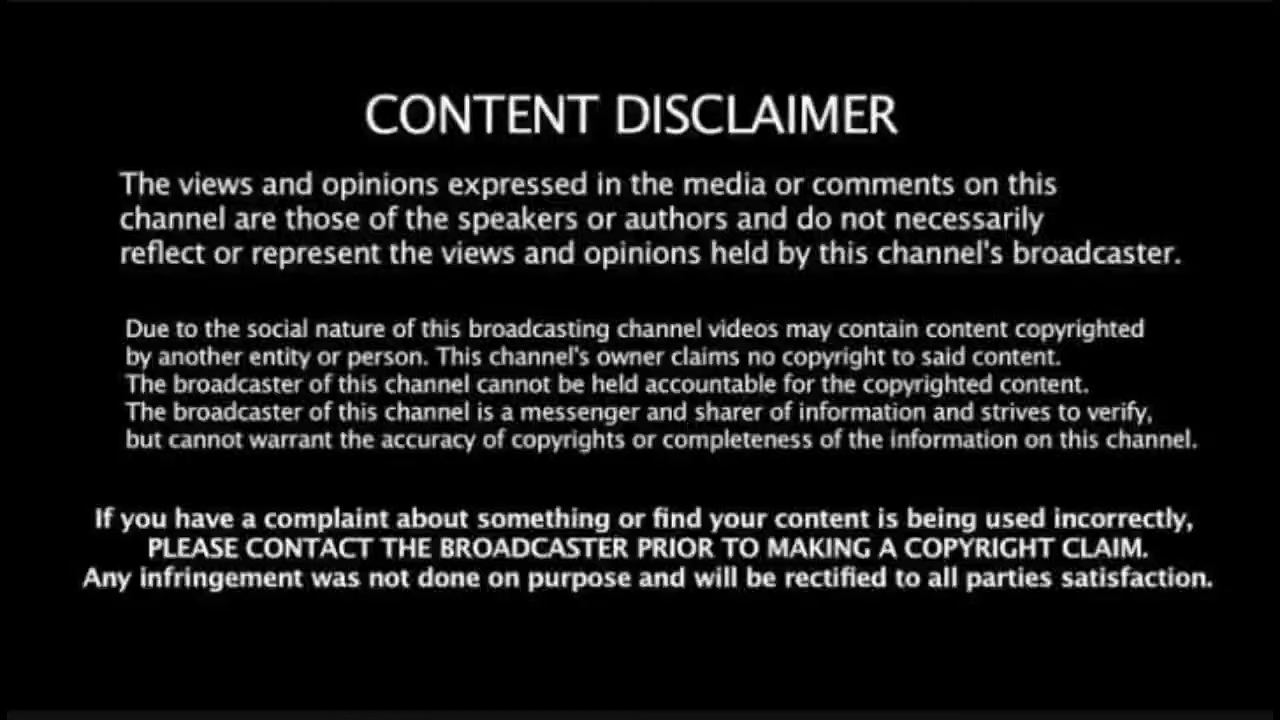 CONTENT DISCLAIMER
The views and opinions expressed in the media or comments on this
channel are those of the speakers or authors and do not necessarily
reflect or represent the views and opinions held by this channel's broadcaster.
Due to the social nature of this broadcasting channel videos may contain content copyrighted
by another entity or person. This channel's owner claims no copyright to said content.
The broadcaster of this channel cannot be held accountable for the copyrighted content.
The broadcaster of this channel is a messenger and sharer of information and strives to verify,
but cannot warrant the accuracy of copyrights or completeness of the information on this channel.
If you have a complaint about something or find your content is being used incorrectly,
PLEASE CONTACT THE BROADCASTER PRIOR TO MAKING A COPYRIGHT CLAIM.
Any infringement was not done on purpose and will be rectified to all parties satisfaction.